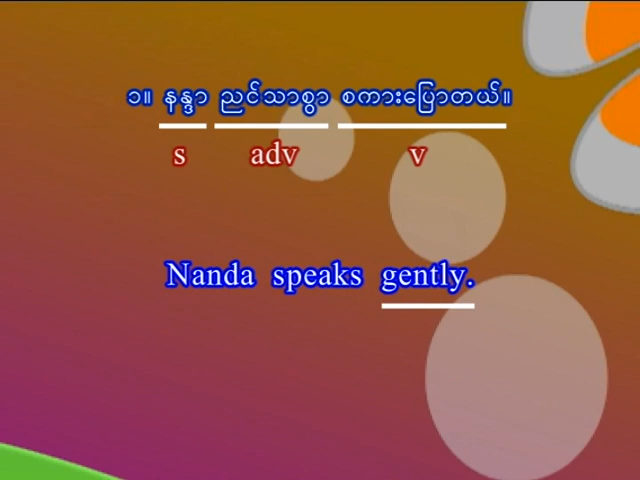 ၁။ နန္ဒာ ညင်သာစွာ စကားပြောတယ်။
s adv v
Nanda speaks gently.